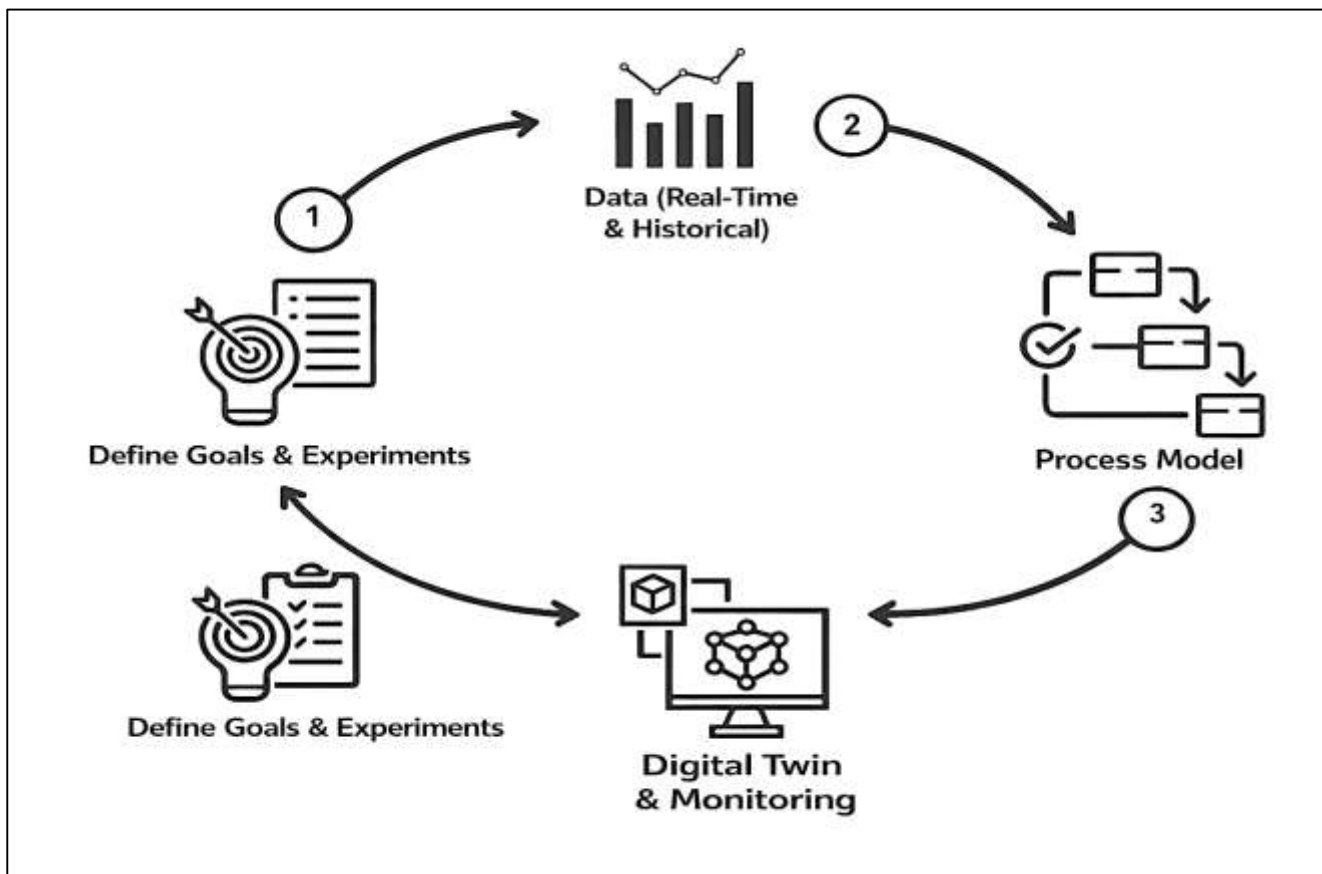 1
2
Data (Real-Time
& Historical)
Define Goals & Experiments
Process Model
3
Define Goals & Experiments
Digital Twin
& Monitoring